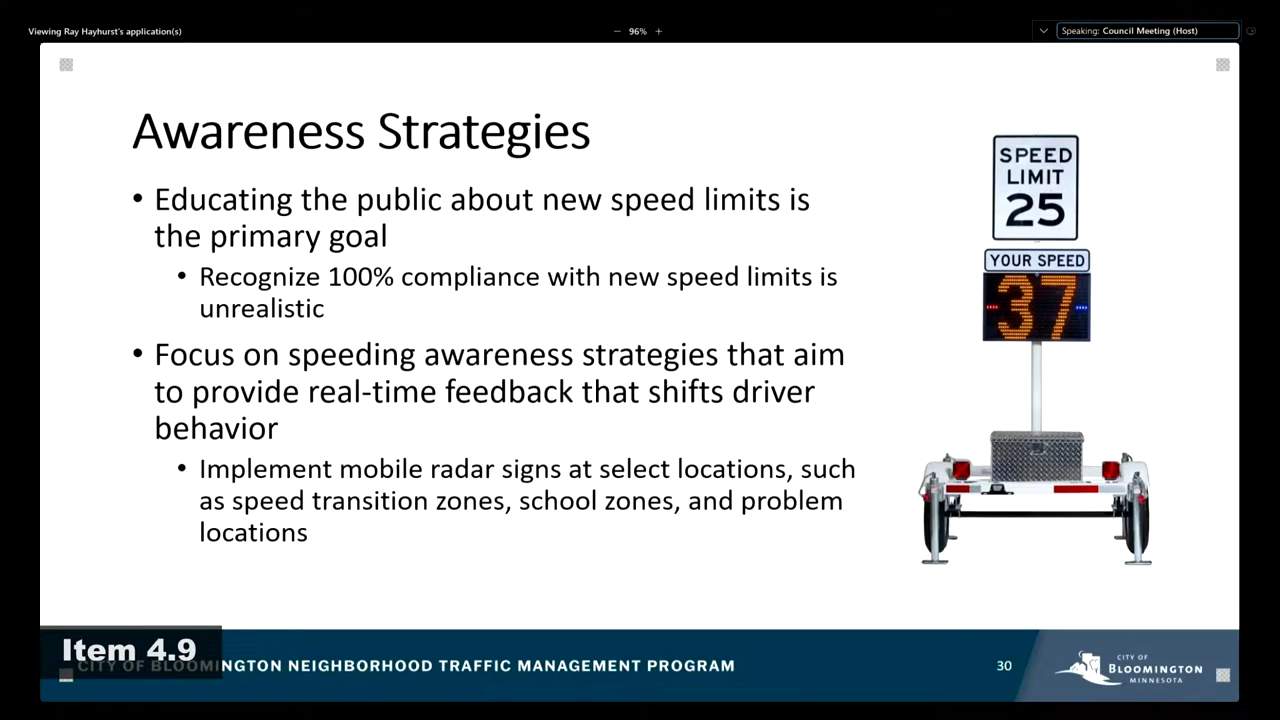 Viewing Ray Hayhurst's application(s)
− 96% +
Speaking: Council Meeting (Host)
Awareness Strategies
• Educating the public about new speed limits is
the primary goal
• Recognize 100% compliance with new speed limits is
unrealistic
• Focus on speeding awareness strategies that aim
to provide real-time feedback that shifts driver
behavior
• Implement mobile radar signs at select locations, such
as speed transition zones, school zones, and problem
locations
SPEED
LIMIT
25
YOUR SPEED
37
Item 4.9
CITY OF BLOOMINGTON NEIGHBORHOOD TRAFFIC MANAGEMENT PROGRAM
30
CITY OF
BLOOMINGTON
MINNESOTA